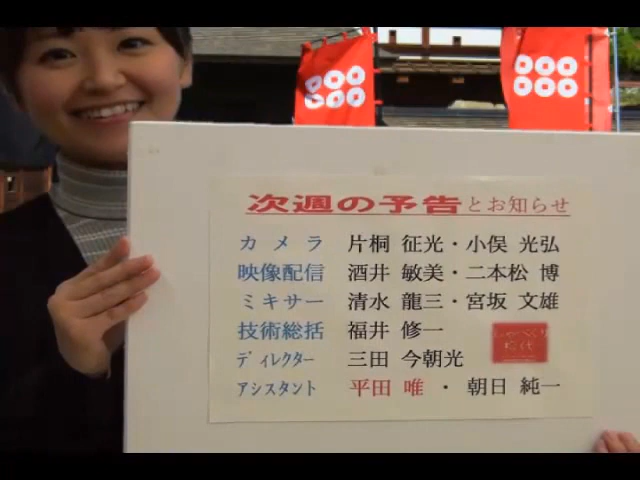 次週の予告とお知らせ
カメラ 片桐 征光・小俣 光弘
映像配信 酒井 敏美・二本松 博
ミキサー 清水 龍三・宮坂 文雄
技術総括 福井 修一
ディレクター 三田 今朝光
アシスタント 平田 唯 ・ 朝日 純一